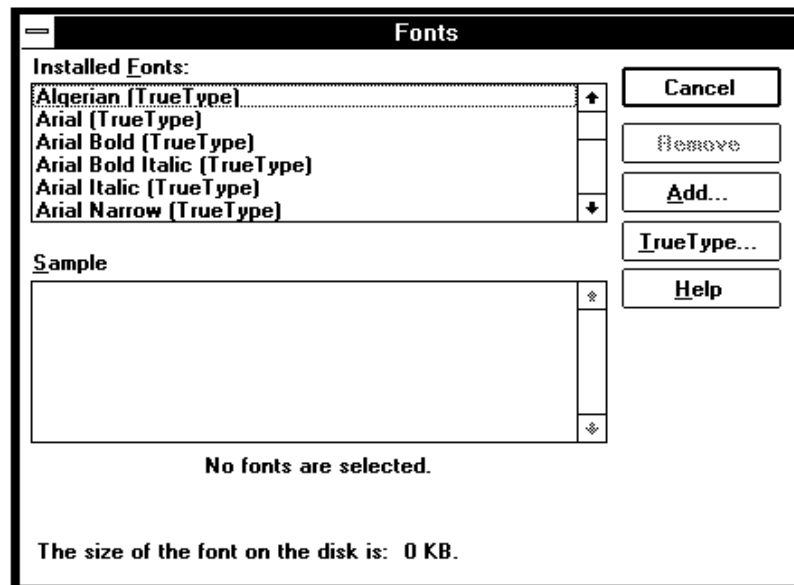 Fonts
Installed Fonts:
Algerian (TrueType)
Arial (TrueType)
Arial Bold (TrueType)
Arial Bold Italic (TrueType)
Arial Italic (TrueType)
Arial Narrow (TrueType)
Cancel
Remove
Add...
TrueType...
Help
Sample
No fonts are selected.
The size of the font on the disk is:  0 KB.